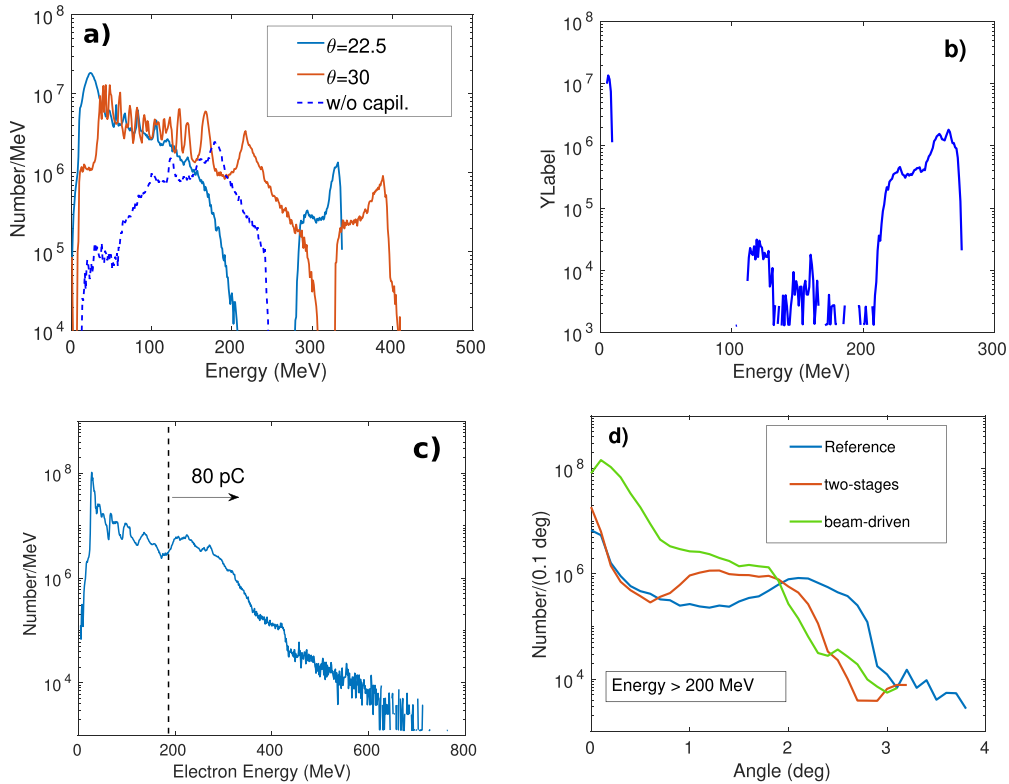 a)
θ=22.5
θ=30
w/o capil.
Number/MeV
10^8
10^7
10^6
10^5
10^4
0
100
200
300
400
500
Energy (MeV)
b)
YLabel
10^8
10^7
10^6
10^5
10^4
10^3
0
100
200
300
Energy (MeV)
c)
80 pC
Number/MeV
10^8
10^6
10^4
0
200
400
600
800
Electron Energy (MeV)
d)
Reference
two-stages
beam-driven
Number/(0.1 deg)
10^8
10^6
10^4
Energy > 200 MeV
0
1
2
3
4
Angle (deg)